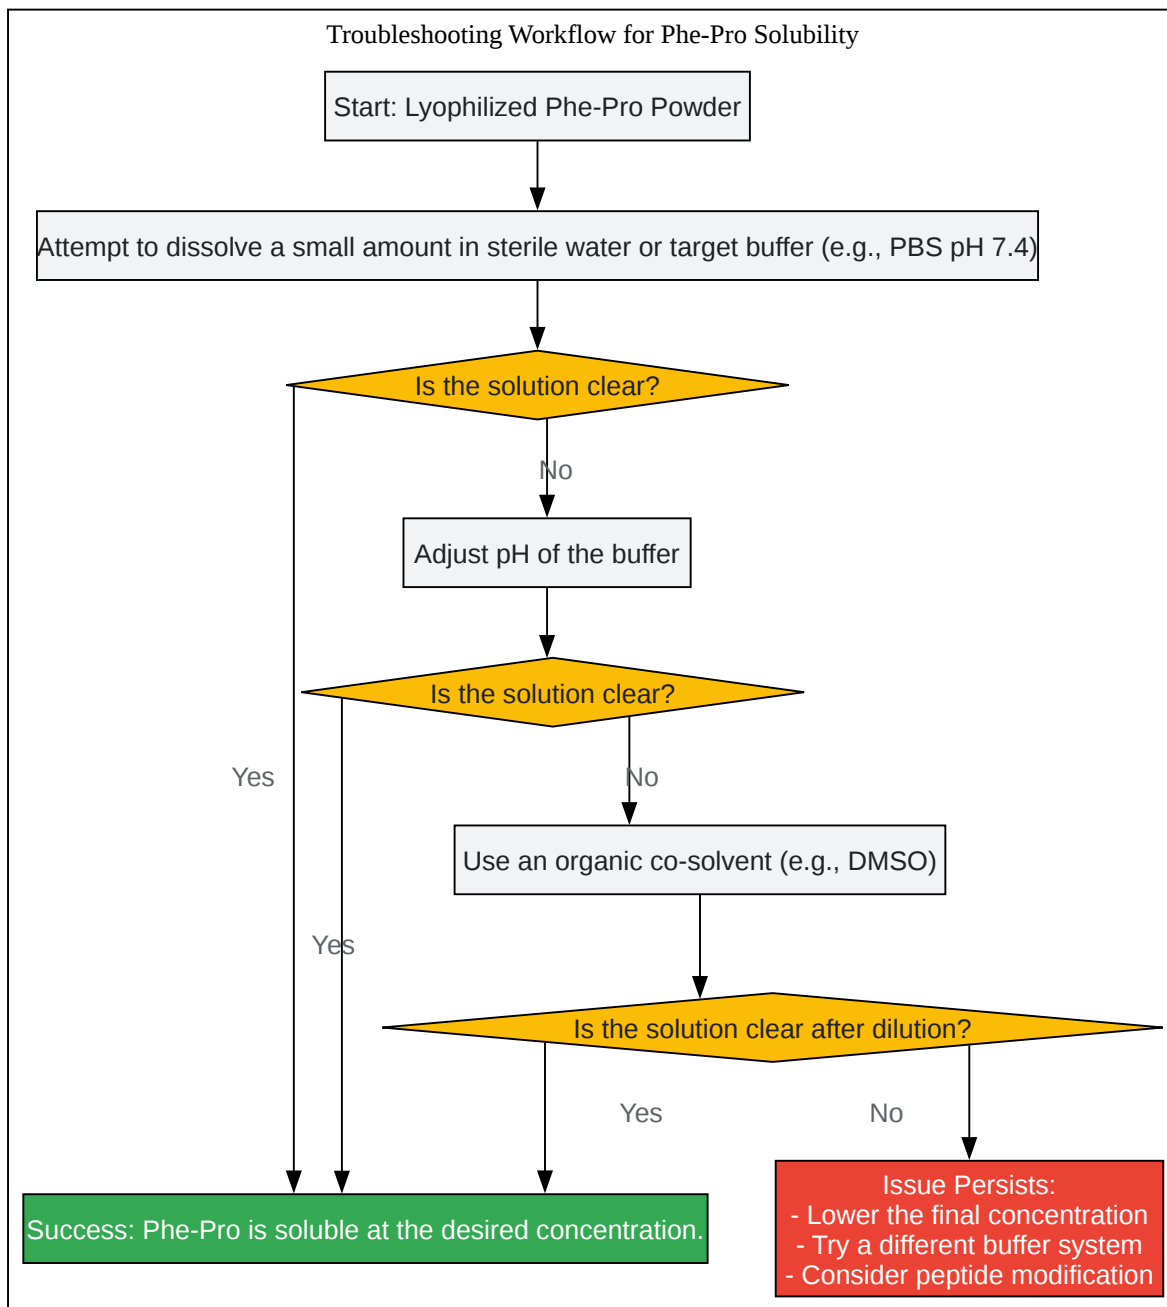 Troubleshooting Workflow for Phe-Pro Solubility
Start: Lyophilized Phe-Pro Powder
Attempt to dissolve a small amount in sterile water or target buffer (e.g., PBS pH 7.4)
Is the solution clear?
No
Adjust pH of the buffer
Is the solution clear?
Yes
No
Use an organic co-solvent (e.g., DMSO)
Yes
Is the solution clear after dilution?
Yes
No
Success: Phe-Pro is soluble at the desired concentration.
Issue Persists:
- Lower the final concentration
- Try a different buffer system
- Consider peptide modification